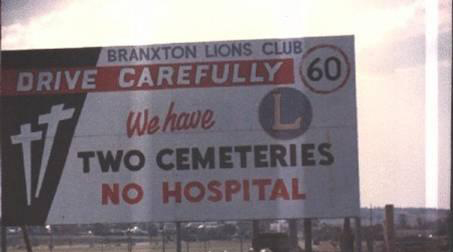 BRANXTON LIONS CLUB
DRIVE CAREFULLY 60
We have L
TWO CEMETERIES
NO HOSPITAL